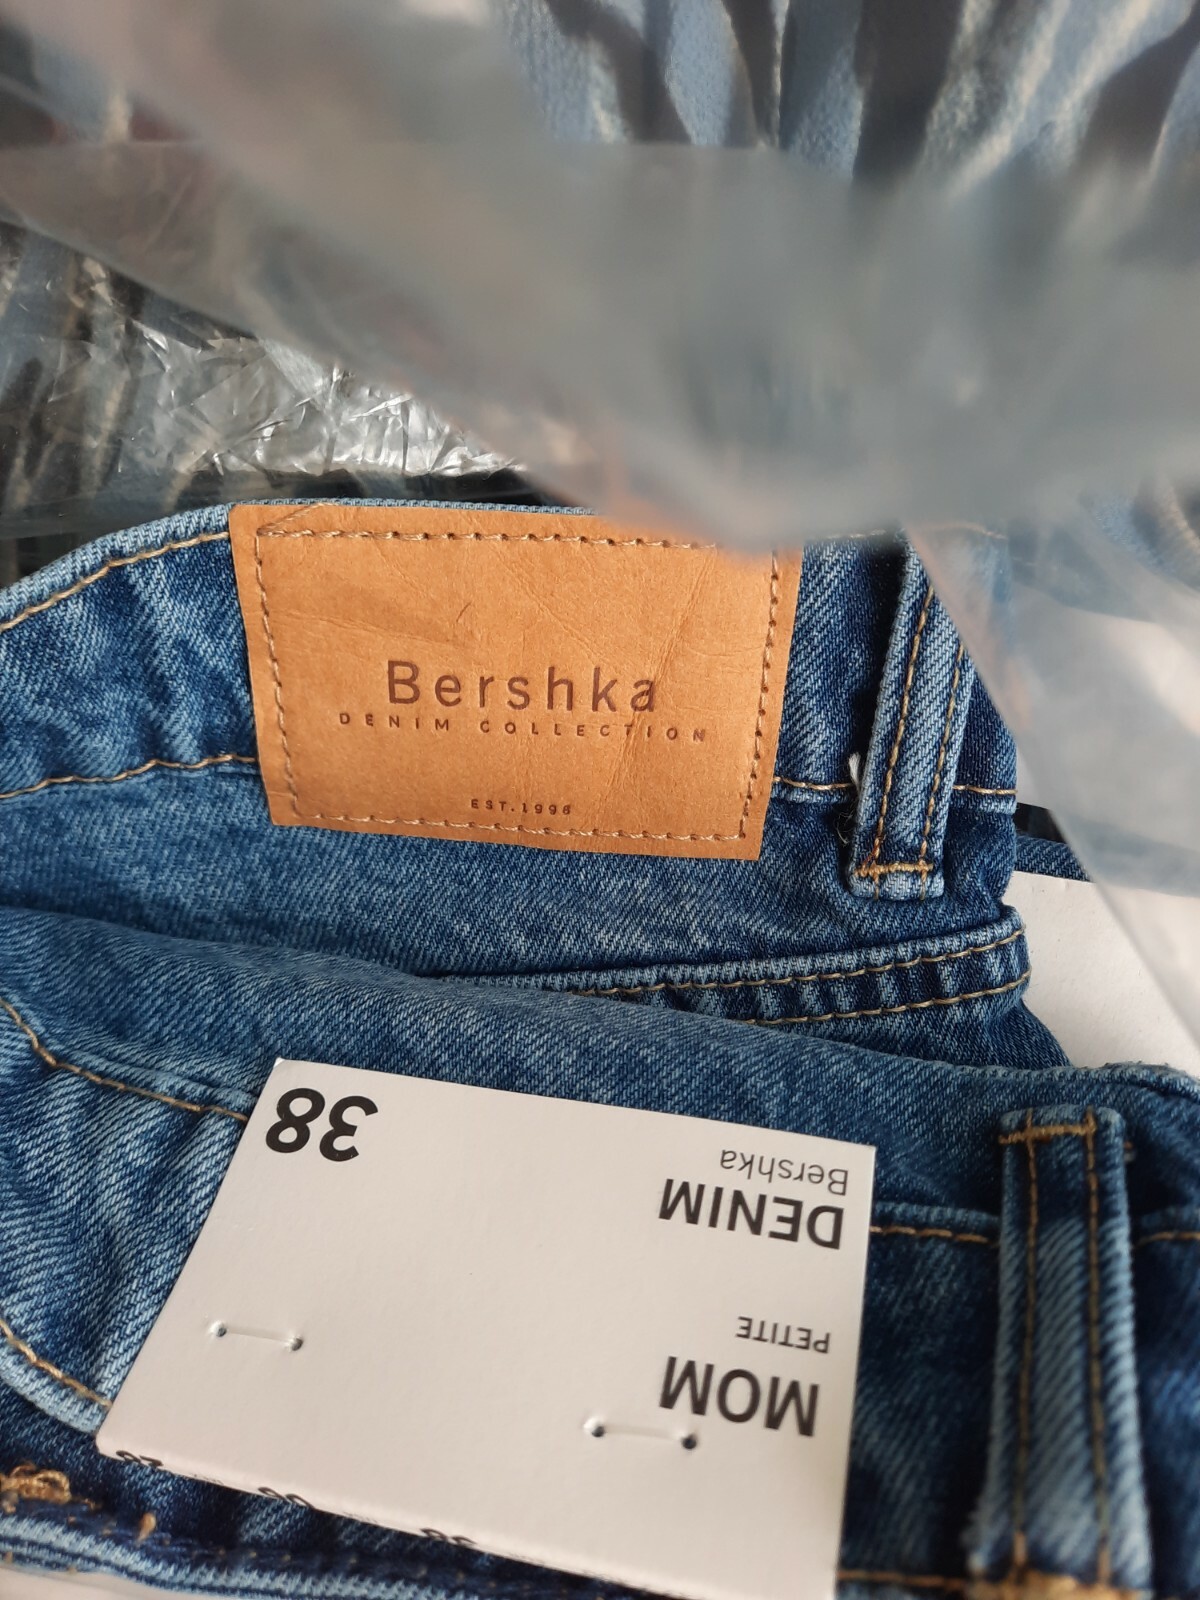 Bershka
DENIM COLLECTION
EST.1998
Bershka
DENIM
38
PETITE
MOM